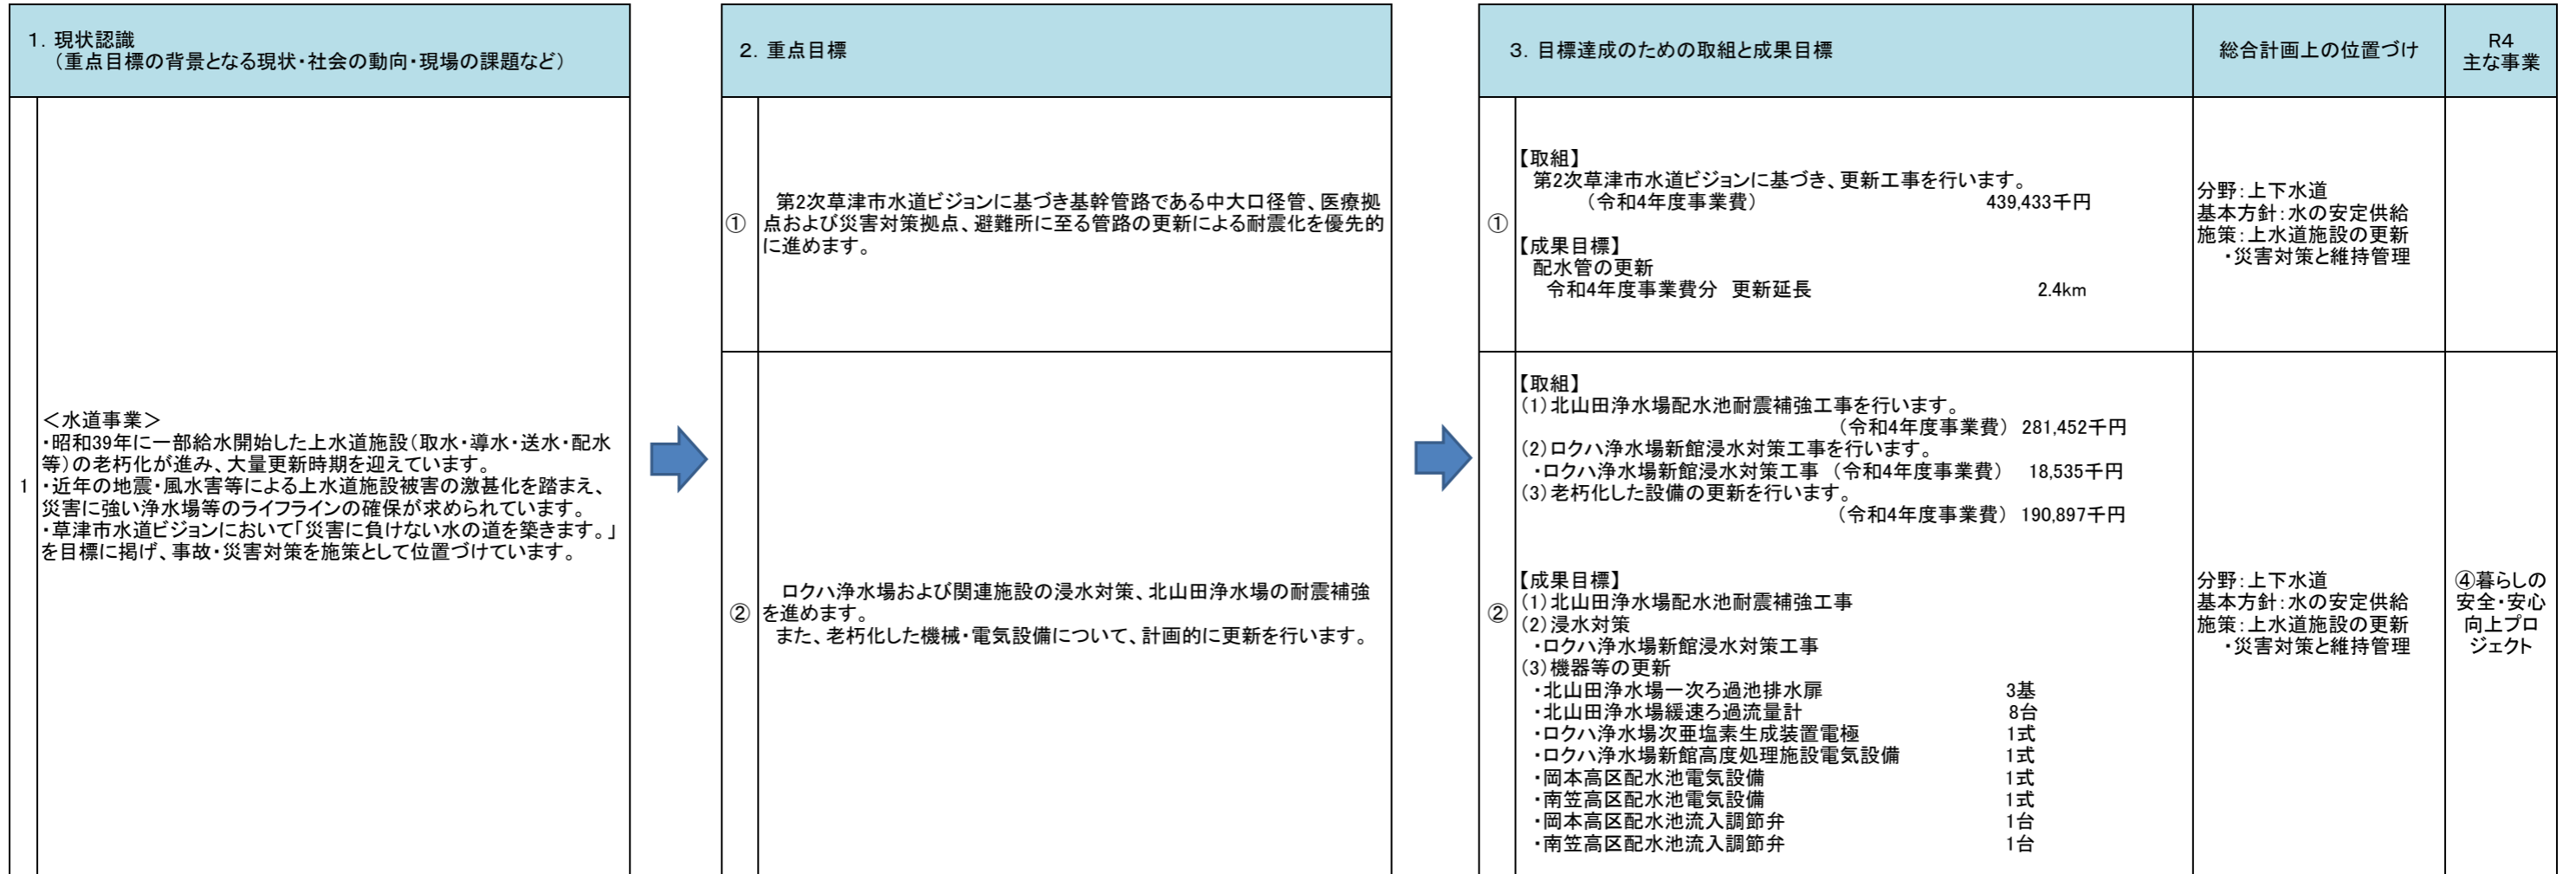 １．現状認識
（重点目標の背景となる現状・社会の動向・現場の課題など）
２．重点目標
３．目標達成のための取組と成果目標
総合計画上の位置づけ
R4
主な事業
1
＜水道事業＞
・昭和39年に一部給水開始した上水道施設（取水・導水・送水・配水
等）の老朽化が進み、大量更新時期を迎えています。
・近年の地震・風水害等による上水道施設被害の激甚化を踏まえ、
災害に強い浄水場等のライフラインの確保が求められています。
・草津市水道ビジョンにおいて「災害に負けない水の道を築きます。」
を目標に掲げ、事故・災害対策を施策として位置づけています。
①
第2次草津市水道ビジョンに基づき基幹管路である中大口径管、医療拠
点および災害対策拠点、避難所に至る管路の更新による耐震化を優先的
に進めます。
①
【取組】
第2次草津市水道ビジョンに基づき、更新工事を行います。
（令和4年度事業費） 439,433千円
【成果目標】
配水管の更新
令和4年度事業費分 更新延長 2.4km
分野：上下水道
基本方針：水の安定供給
施策：上水道施設の更新
・災害対策と維持管理
②
ロクハ浄水場および関連施設の浸水対策、北山田浄水場の耐震補強
を進めます。
また、老朽化した機械・電気設備について、計画的に更新を行います。
②
【取組】
（1）北山田浄水場配水池耐震補強工事を行います。
（令和4年度事業費） 281,452千円
（2）ロクハ浄水場新館浸水対策工事を行います。
・ロクハ浄水場新館浸水対策工事 （令和4年度事業費） 18,535千円
（3）老朽化した設備の更新を行います。
（令和4年度事業費） 190,897千円
【成果目標】
（1）北山田浄水場配水池耐震補強工事
（2）浸水対策
・ロクハ浄水場新館浸水対策工事
（3）機器等の更新
・北山田浄水場一次ろ過池排水扉 3基
・北山田浄水場緩速ろ過流量計 8台
・ロクハ浄水場次亜塩素生成装置電極 1式
・ロクハ浄水場新館高度処理施設電気設備 1式
・岡本高区配水池電気設備 1式
・南笠高区配水池電気設備 1式
・岡本高区配水池流入調節弁 1台
・南笠高区配水池流入調節弁 1台
分野：上下水道
基本方針：水の安定供給
施策：上水道施設の更新
・災害対策と維持管理
④暮らしの
安全・安心
向上プロ
ジェクト